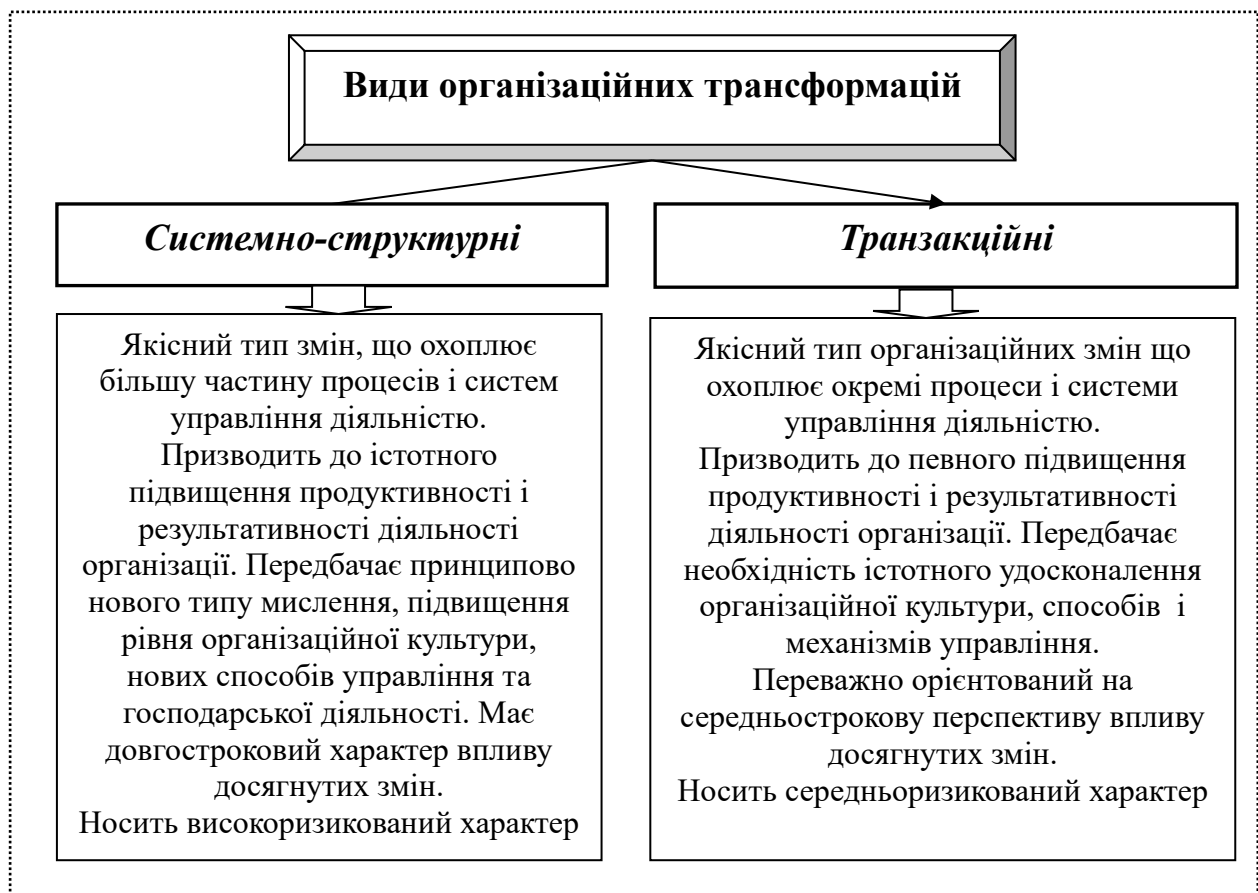 Види організаційних трансформацій
Системно-структурні
Якісний тип змін, що охоплює
більшу частину процесів і систем
управління діяльністю.
Призводить до істотного
підвищення продуктивності і
результативності діяльності
організації. Передбачає принципово
нового типу мислення, підвищення
рівня організаційної культури,
нових способів управління та
господарської діяльності. Має
довгостроковий характер впливу
досягнутих змін.
Носить високоризикований характер
Транзакційні
Якісний тип організаційних змін що
охоплює окремі процеси і системи
управління діяльністю.
Призводить до певного підвищення
продуктивності і результативності
діяльності організації. Передбачає
необхідність істотного удосконалення
організаційної культури, способів  і
механізмів управління.
Переважно орієнтований на
середньострокову перспективу впливу
досягнутих змін.
Носить середньоризикований характер